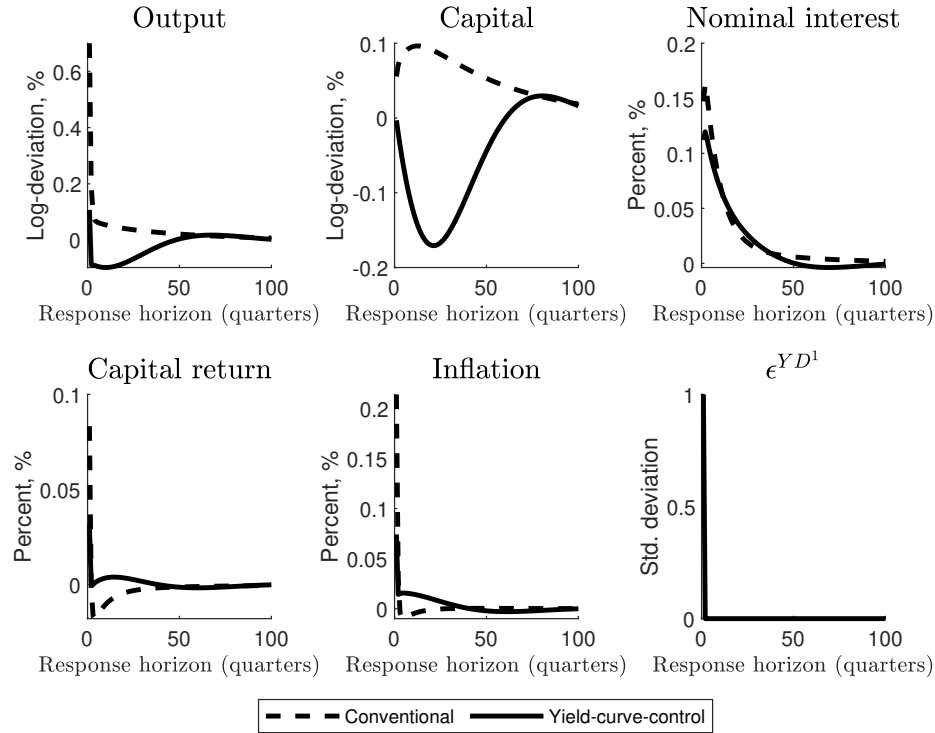 Output
Capital
Nominal interest
Log-deviation, %
0.6
0.4
0.2
0
0 50 100
Response horizon (quarters)
Log-deviation, %
0.1
0
-0.1
-0.2
0 50 100
Response horizon (quarters)
Percent, %
0.2
0.15
0.1
0.05
0
0 50 100
Response horizon (quarters)
Capital return
Inflation
ϵ^{YD^1}
Percent, %
0.1
0.05
0
0 50 100
Response horizon (quarters)
Percent, %
0.2
0.15
0.1
0.05
0
0 50 100
Response horizon (quarters)
Std. deviation
1
0.5
0
0 50 100
Response horizon (quarters)
Conventional Yield-curve-control